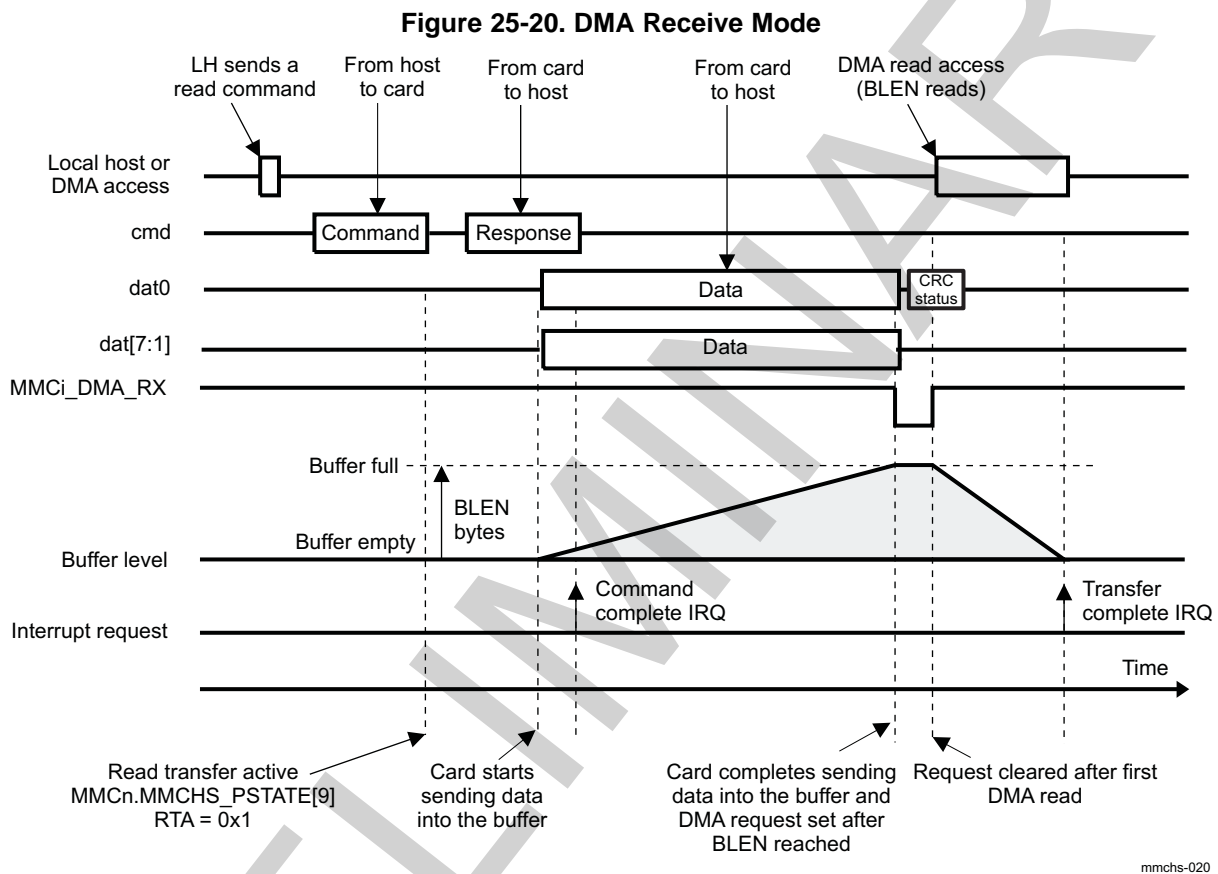 Figure 25-20. DMA Receive Mode
LH sends a
read command
From host
to card
From card
to host
From card
to host
DMA read access
(BLEN reads)
Local host or
DMA access
cmd
Command
Response
dat0
Data
CRC
status
dat[7:1]
Data
MMCi_DMA_RX
Buffer full
BLEN
bytes
Buffer empty
Buffer level
Command
complete IRQ
Transfer
complete IRQ
Interrupt request
Time
Read transfer active
MMCn.MMCHS_PSTATE[9]
RTA = 0x1
Card starts
sending data
into the buffer
Card completes sending
data into the buffer and
DMA request set after
BLEN reached
Request cleared after first
DMA read
mmchs-020
ELIMINAR